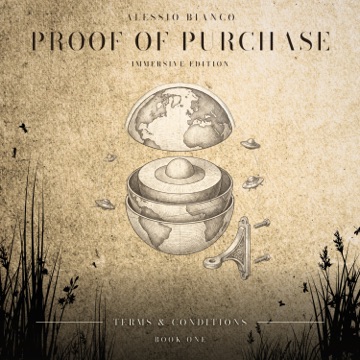 ALESSIO BIANCO
PROOF OF PURCHASE
IMMERSIVE EDITION
TERMS & CONDITIONS
BOOK ONE